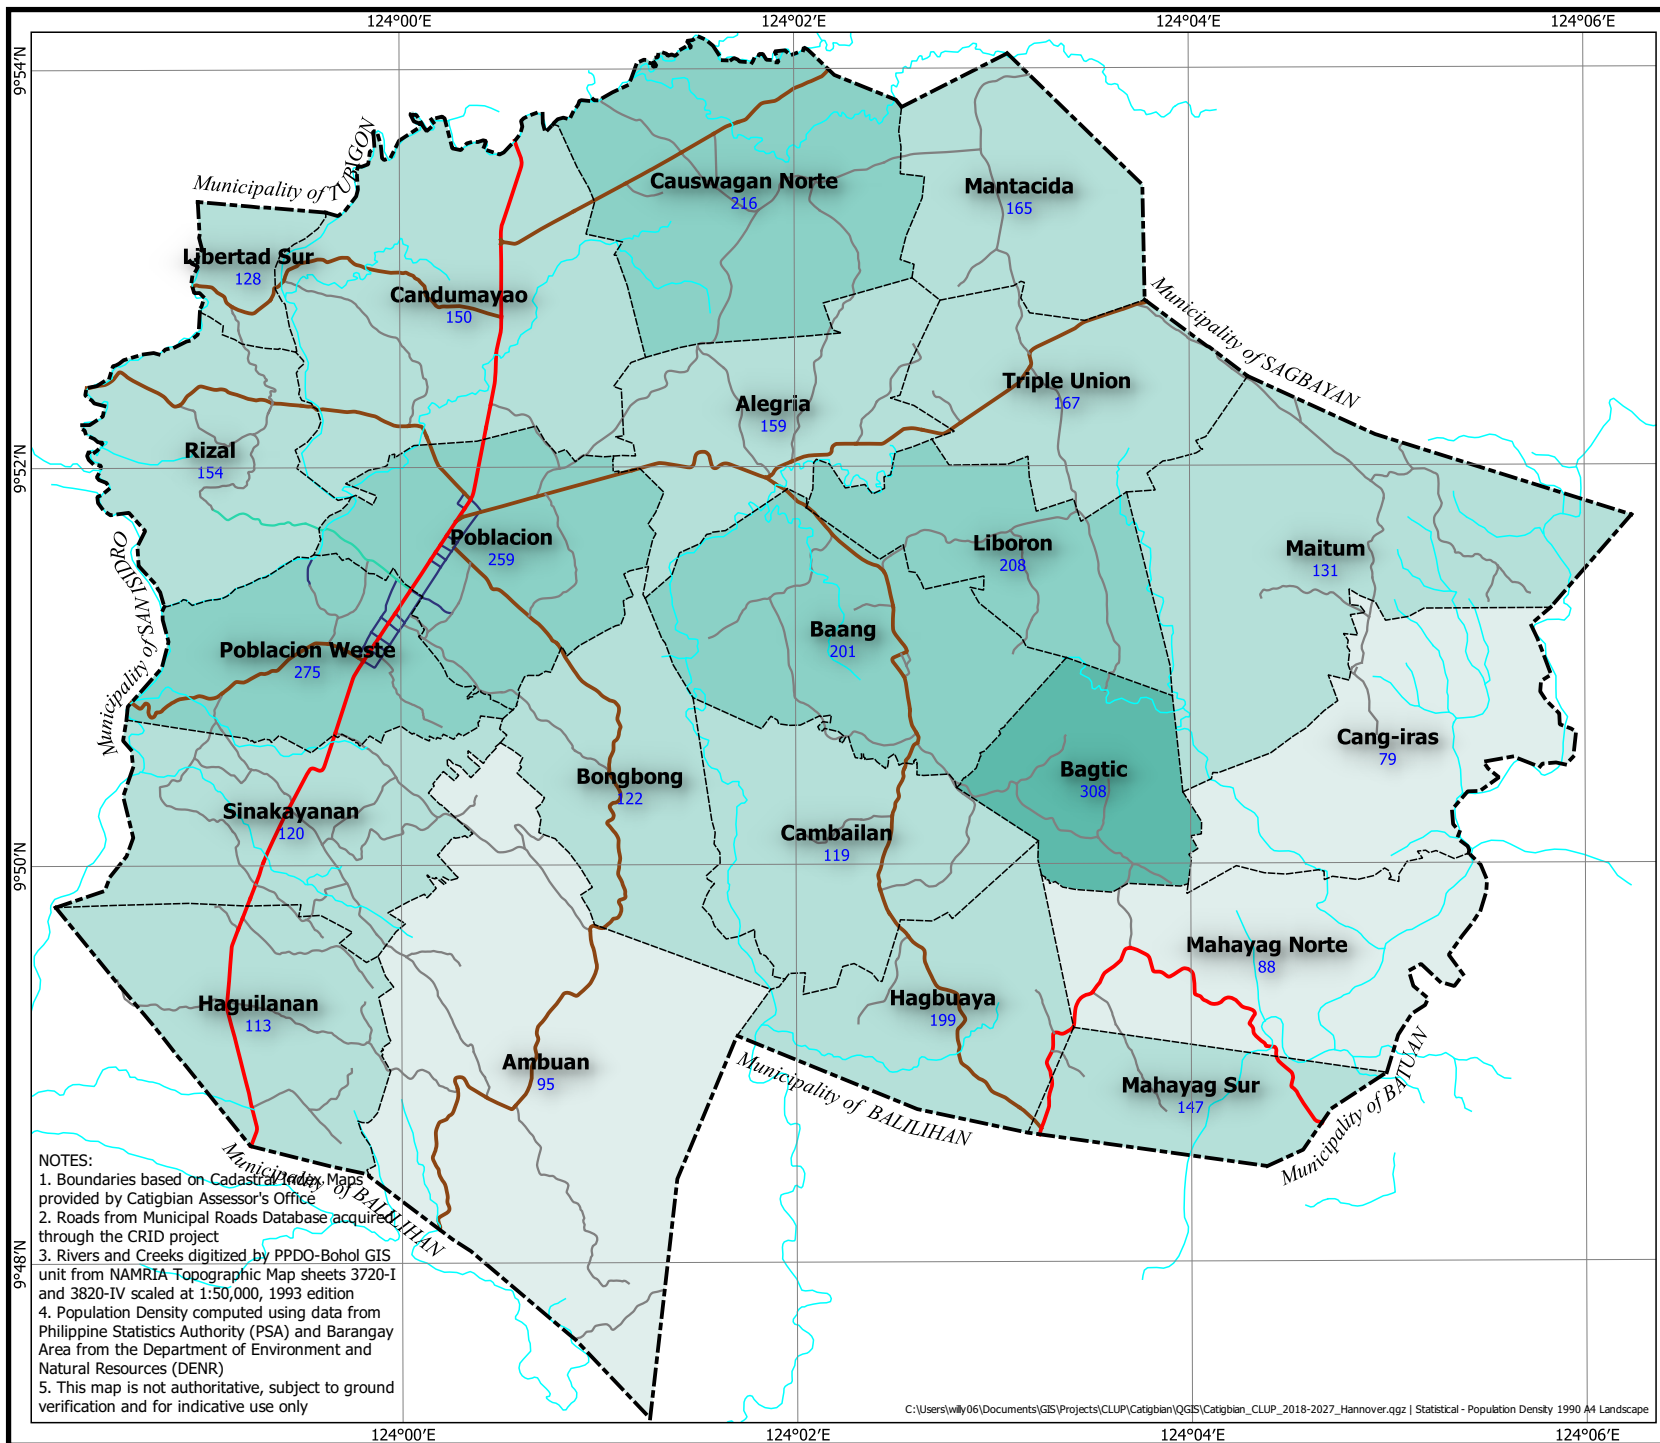 124°00'E
124°02'E
124°04'E
124°06'E
9°54'N
Municipality of TUBIGON
Causwagan Norte
216
Mantacida
165
Libertad Sur
128
Candumayao
150
Municipality of SAGBAYAN
Triple Union
167
Alegria
159
Rizal
154
9°52'N
Poblacion
259
Liboron
208
Maitum
131
Municipality of SAN ISIDRO
Baang
201
Poblacion Weste
275
Cang-iras
79
Bongbong
122
Bagtic
308
Sinakayanan
120
Cambailan
119
9°50'N
Mahayag Norte
88
Haguilanan
113
Hagbuaya
199
Ambuan
95
Mahayag Sur
147
Municipality of BALILIHAN
Municipality of BATUAN
Municipality of BALILIHAN
9°48'N
NOTES:
1. Boundaries based on Cadastral Index Maps
provided by Catigbian Assessor's Office
2. Roads from Municipal Roads Database acquired
through the CRID project
3. Rivers and Creeks digitized by PPDO-Bohol GIS
unit from NAMRIA Topographic Map sheets 3720-I
and 3820-IV scaled at 1:50,000, 1993 edition
4. Population Density computed using data from
Philippine Statistics Authority (PSA) and Barangay
Area from the Department of Environment and
Natural Resources (DENR)
5. This map is not authoritative, subject to ground
verification and for indicative use only
C:\Users\willy06\Documents\GIS\Projects\CLUP\Catigbian\QGIS\Catigbian_CLUP_2018-2027_Hannover.qgz | Statistical - Population Density 1990 A4 Landscape
124°00'E
124°02'E
124°04'E
124°06'E